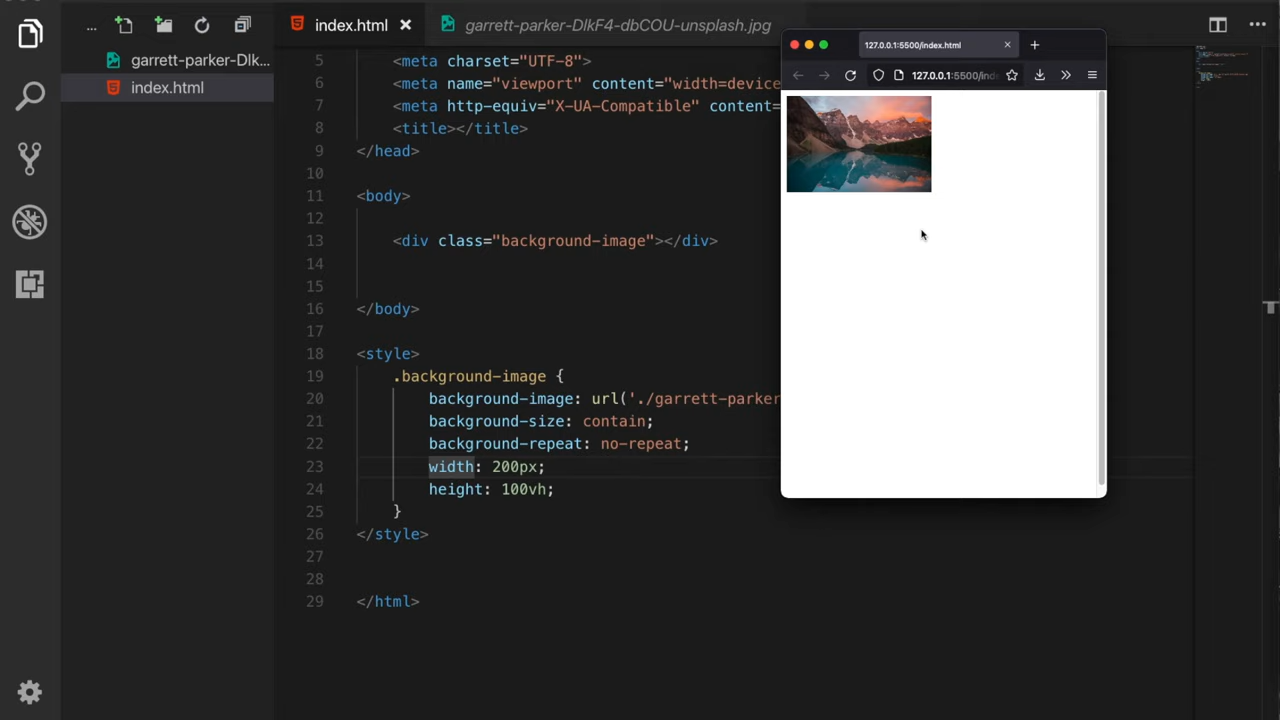 ...
index.html
garrett-parker-DlkF4-dbCOU-unsplash.jpg
garrett-parker-Dlk...
index.html
5 <meta charset="UTF-8">
6 <meta name="viewport" content="width=device
7 <meta http-equiv="X-UA-Compatible" content=
8 <title></title>
9 </head>
10
11 <body>
12
13 <div class="background-image"></div>
14
15
16 </body>
17
18 <style>
19 .background-image {
20 background-image: url('./garrett-parker
21 background-size: contain;
22 background-repeat: no-repeat;
23 width: 200px;
24 height: 100vh;
25 }
26 </style>
27
28
29 </html>
127.0.0.1:5500/index.html
127.0.0.1:5500/inde